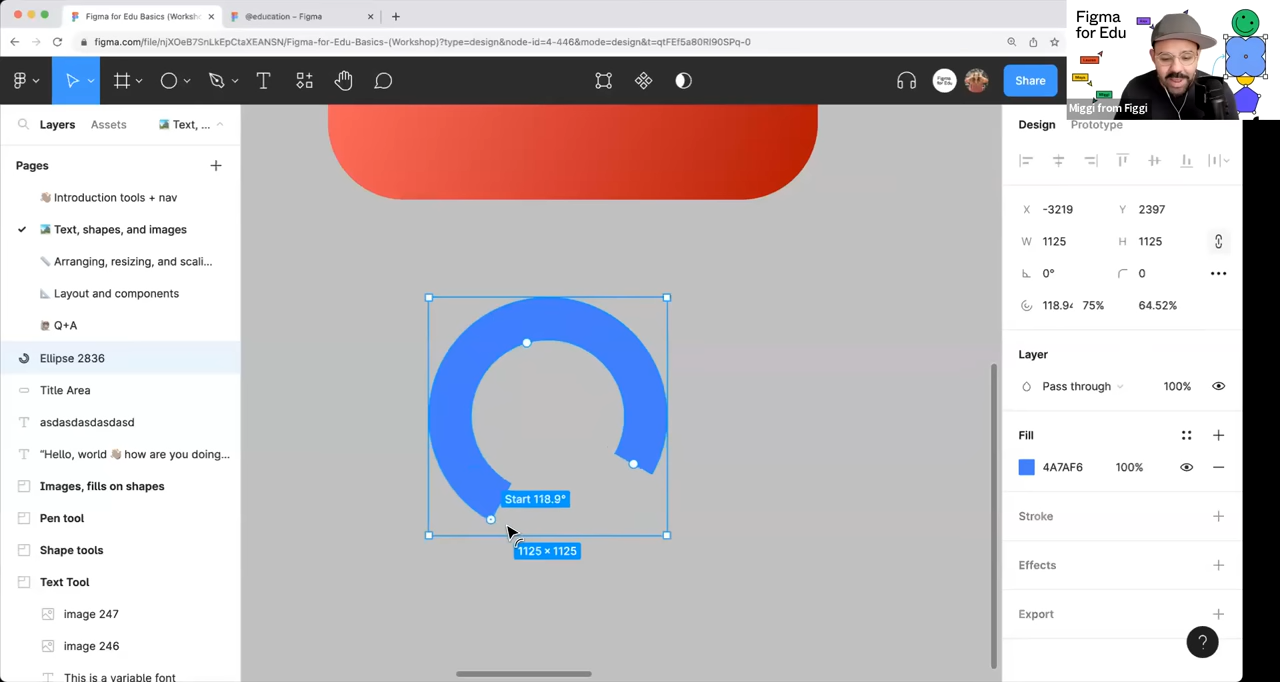 Figma for Edu Basics (Worksh
@education – Figma
figma.com/file/njXOeB7SnLkEpCtaXEANSN/Figma-for-Edu-Basics-(Workshop)?type=design&node-id=4-446&mode=design&t=qtFEf5a80RI90SPq-0
Figma
for Edu
Miggi from Figgi
Share
Layers
Assets
Text, ...
Design
Prototype
Pages
Introduction tools + nav
Text, shapes, and images
Arranging, resizing, and scali...
Layout and components
Q+A
Ellipse 2836
Title Area
asdasdasdasdasd
"Hello, world 👋🏼 how are you doing...
Images, fills on shapes
Pen tool
Shape tools
Text Tool
image 247
image 246
This is a variable font
Start 118.9°
1125 × 1125
X -3219 Y 2397
W 1125 H 1125
0° 0
118.9 75% 64.52%
Layer
Pass through 100%
Fill
4A7AF6 100%
Stroke
Effects
Export
?